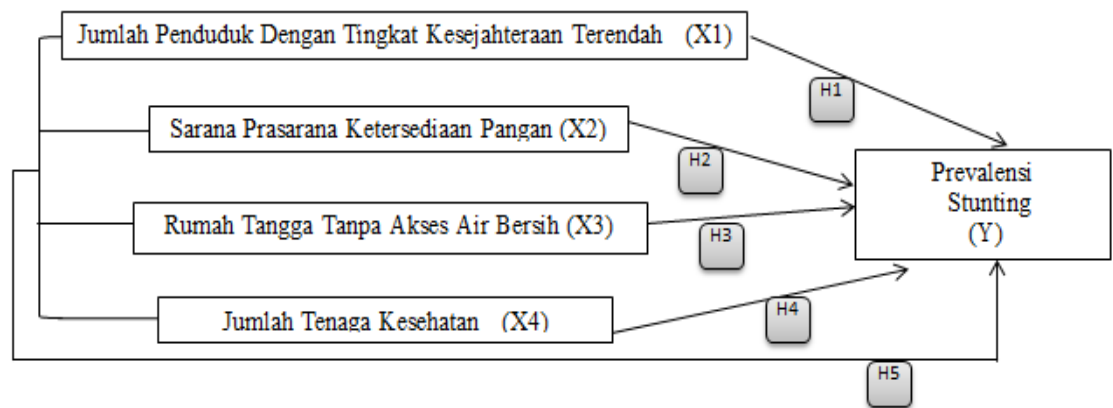 Jumlah Penduduk Dengan Tingkat Kesejahteraan Terendah (X1)
H1
Sarana Prasarana Ketersediaan Pangan (X2)
H2
Prevalensi
Stunting
(Y)
Rumah Tangga Tanpa Akses Air Bersih (X3)
H3
Jumlah Tenaga Kesehatan (X4)
H4
H5